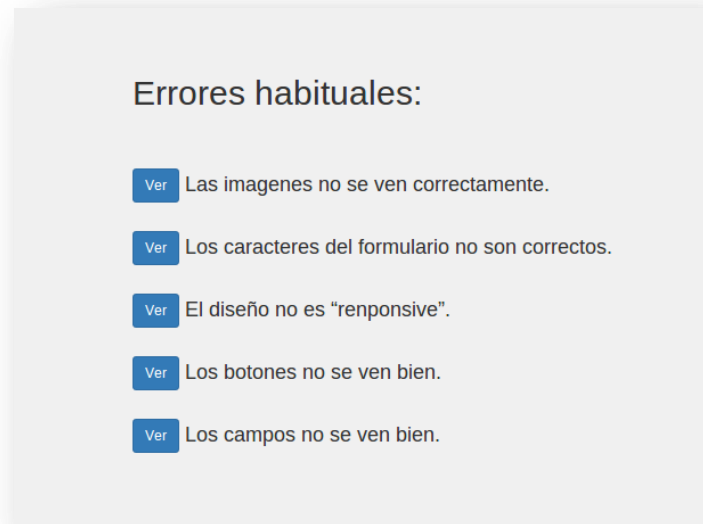 Errores habituales:
Ver Las imagenes no se ven correctamente.
Ver Los caracteres del formulario no son correctos.
Ver El diseño no es “renponsive”.
Ver Los botones no se ven bien.
Ver Los campos no se ven bien.